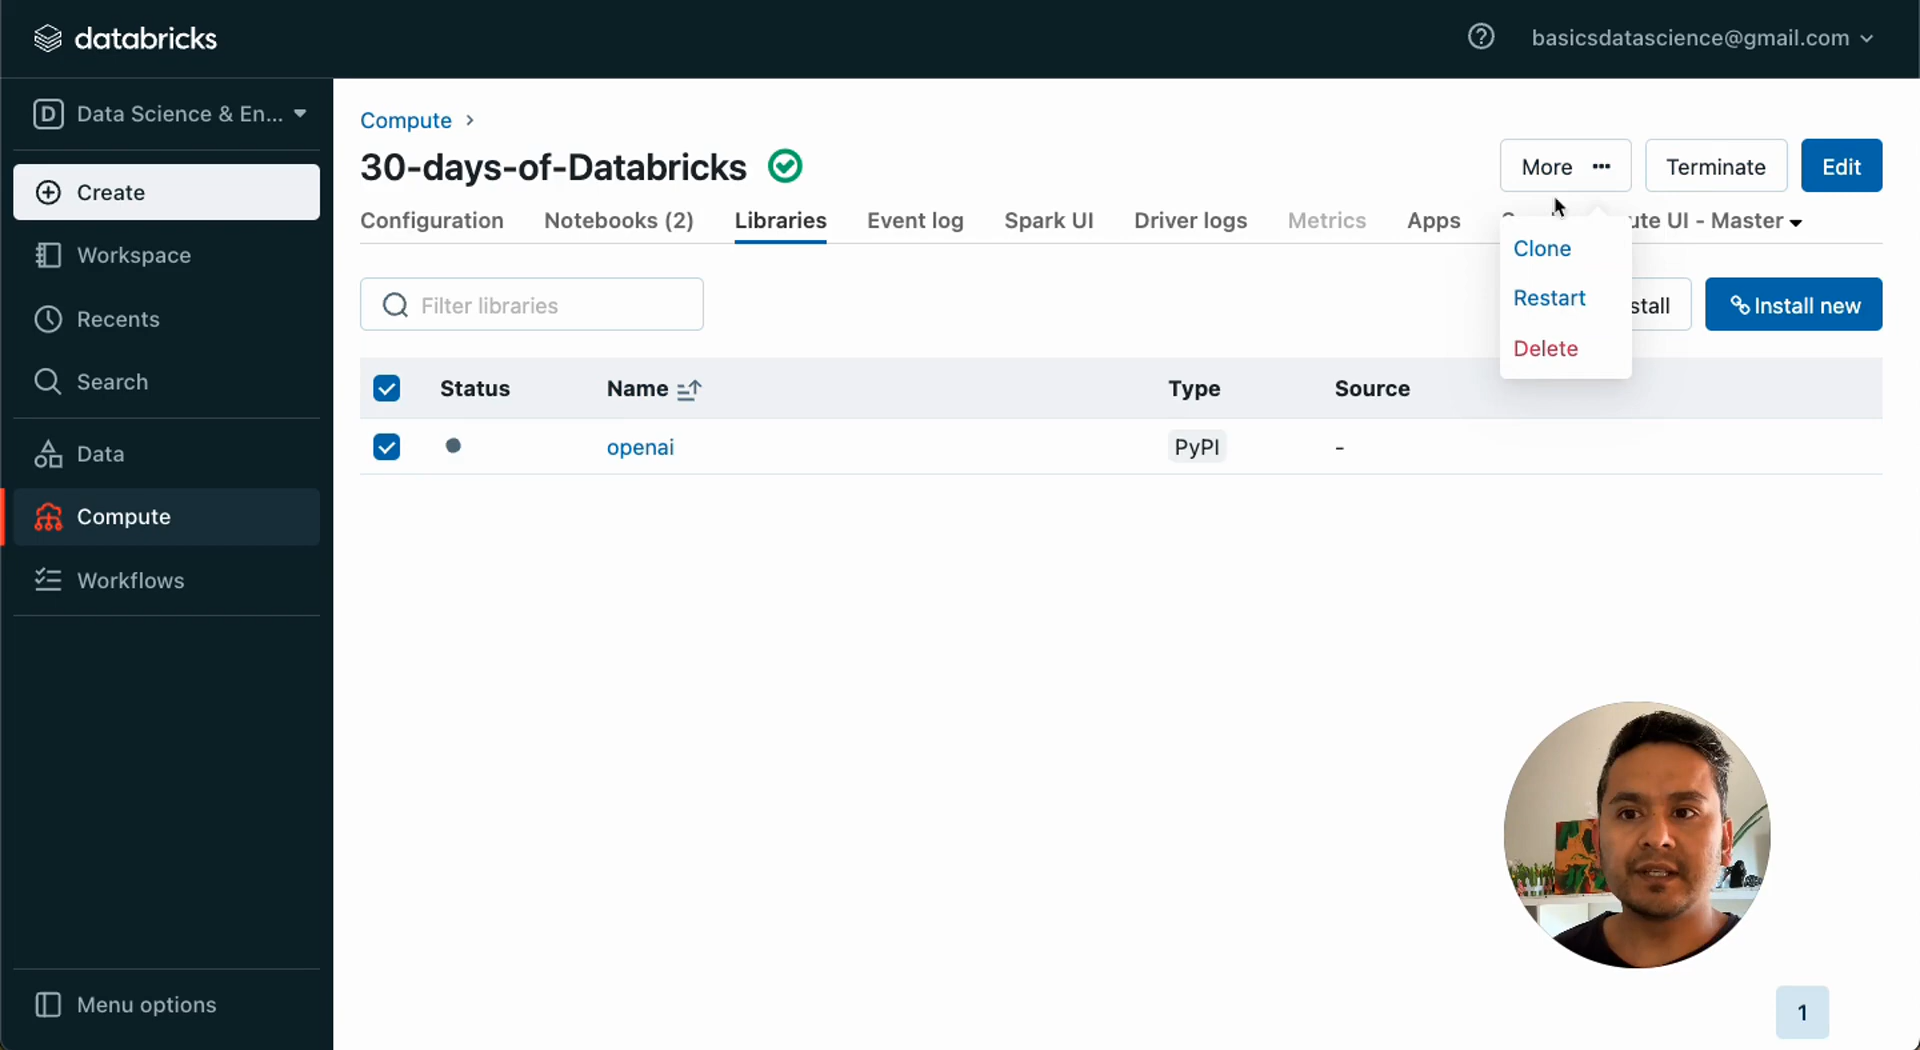 databricks
basicsdatascience@gmail.com
D Data Science & En...
Create
Workspace
Recents
Search
Data
Compute
Workflows
Menu options
Compute >
30-days-of-Databricks
More ··· Terminate Edit
Configuration Notebooks (2) Libraries Event log Spark UI Driver logs Metrics Apps ute UI - Master
Clone
Restart
Delete
Filter libraries
stall Install new
Status Name Type Source
openai PyPI -
1